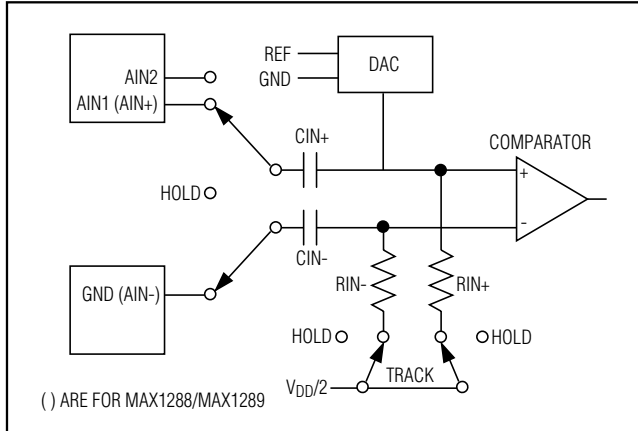 REF
GND
DAC
AIN2
AIN1 (AIN+)
CIN+
COMPARATOR
HOLD
+
-
CIN-
GND (AIN-)
RIN-
RIN+
HOLD
HOLD
TRACK
VDD/2
( ) ARE FOR MAX1288/MAX1289